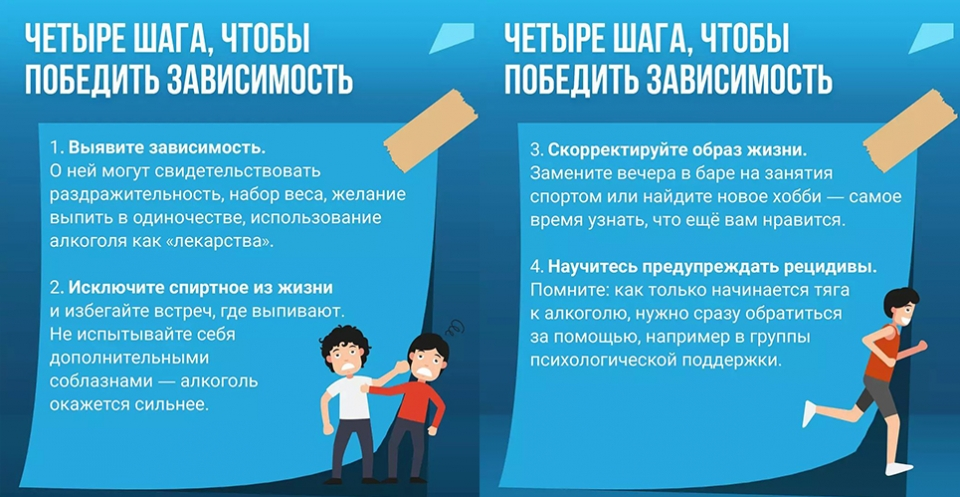 ЧЕТЫРЕ ШАГА, ЧТОБЫ
ПОБЕДИТЬ ЗАВИСИМОСТЬ
1. Выявите зависимость.
О ней могут свидетельствовать
раздражительность, набор веса, желание
выпить в одиночестве, использование
алкоголя как «лекарства».
2. Исключите спиртное из жизни
и избегайте встреч, где выпивают.
Не испытывайте себя
дополнительными
соблазнами — алкоголь
окажется сильнее.
ЧЕТЫРЕ ШАГА, ЧТОБЫ
ПОБЕДИТЬ ЗАВИСИМОСТЬ
3. Скорректируйте образ жизни.
Замените вечера в баре на занятия
спортом или найдите новое хобби — самое
время узнать, что ещё вам нравится.
4. Научитесь предупреждать рецидивы.
Помните: как только начинается тяга
к алкоголю, нужно сразу обратиться
за помощью, например в группы
психологической поддержки.